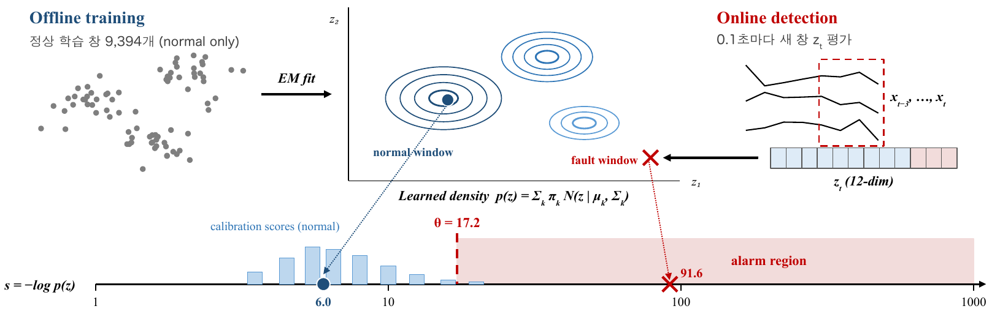 Offline training
정상 학습 창 9,394개 (normal only)
EM fit
z₂
normal window
fault window
z₁
Learned density p(z) = Σₖ πₖ N(z | μₖ, Σₖ)
Online detection
0.1초마다 새 창 zₜ 평가
xₜ₋₃, …, xₜ
zₜ (12-dim)
calibration scores (normal)
θ = 17.2
alarm region
91.6
s = −log p(z)
1
6.0
10
100
1000